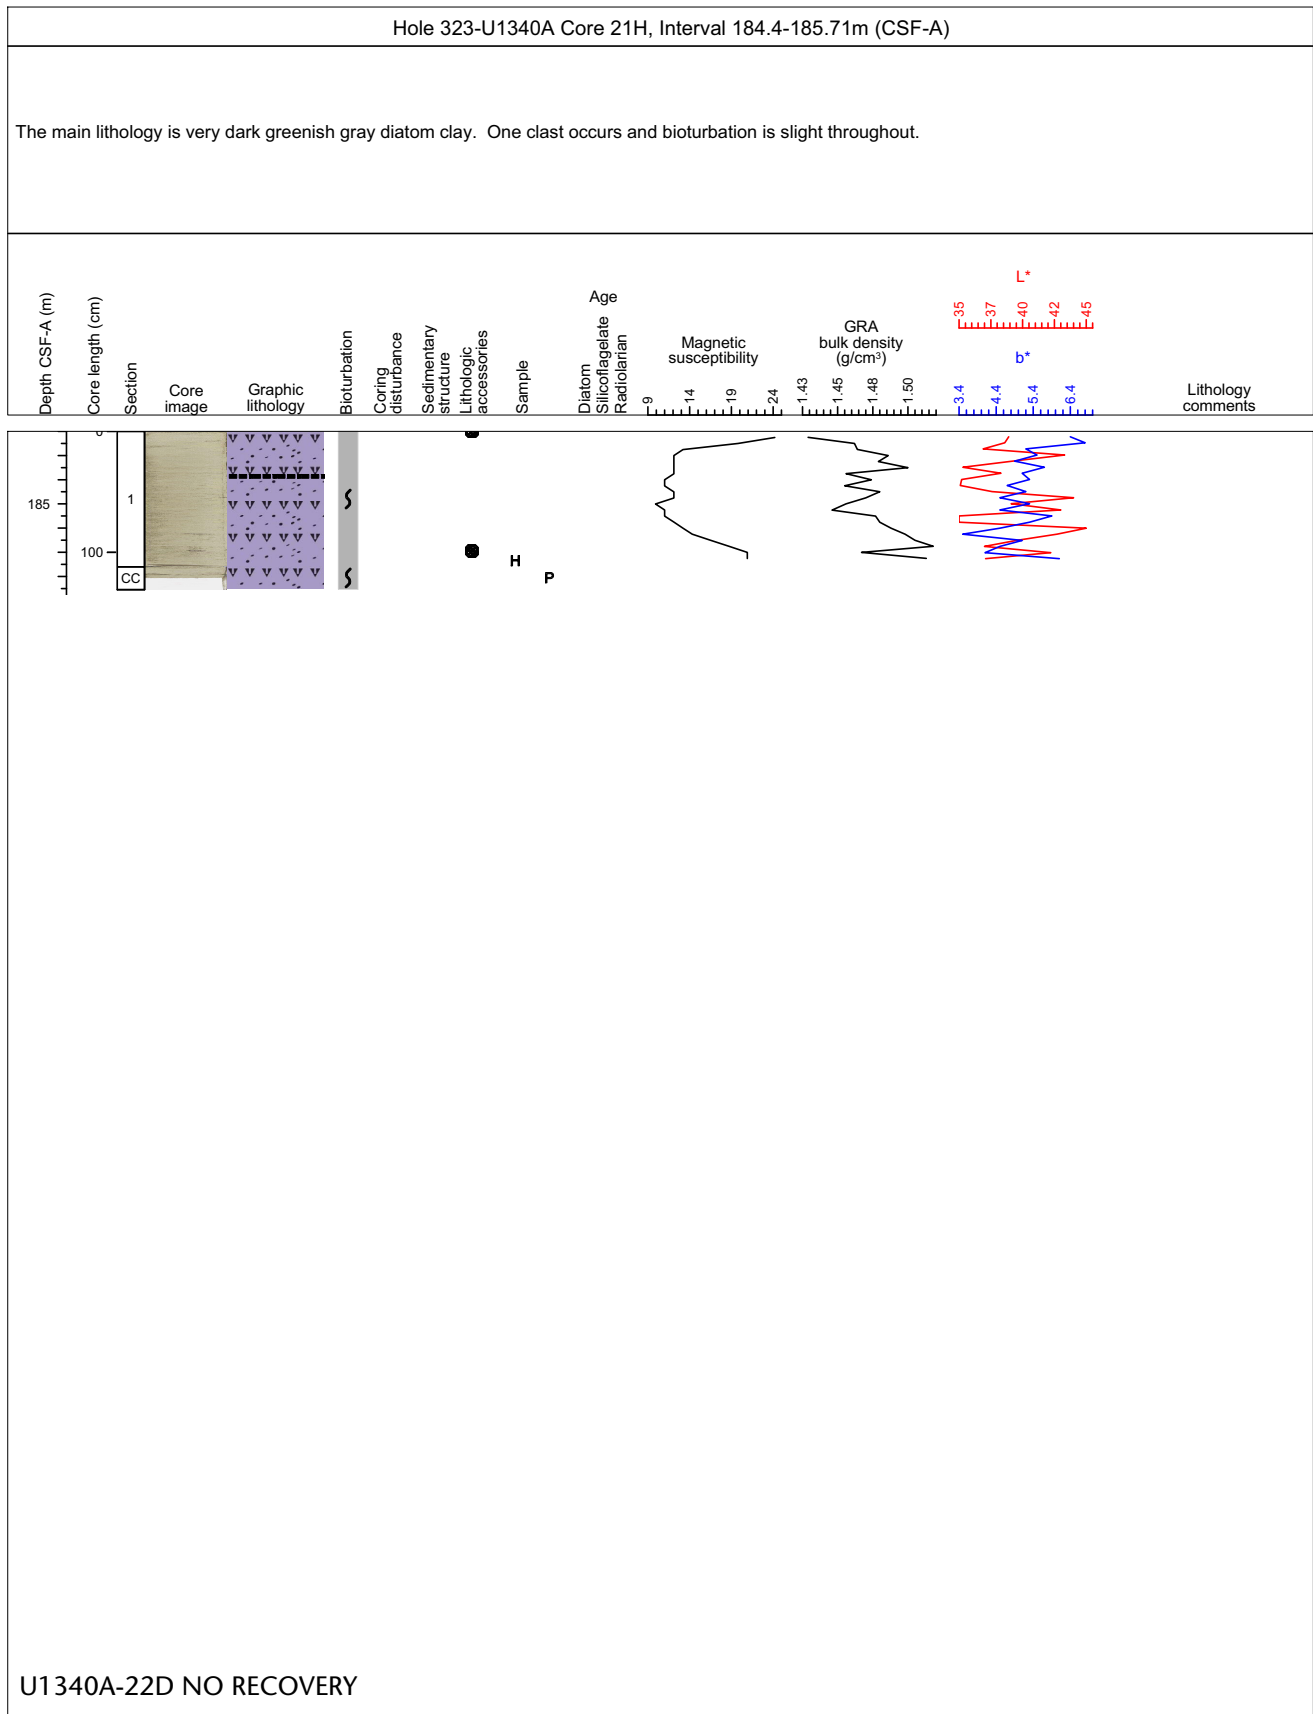 Hole 323-U1340A Core 21H, Interval 184.4-185.71m (CSF-A)
The main lithology is very dark greenish gray diatom clay. One clast occurs and bioturbation is slight throughout.
Depth CSF-A (m)
Core length (cm)
Section
Core
image
Graphic
lithology
Bioturbation
Coring
disturbance
Sedimentary
structure
Lithologic
accessories
Sample
Age
Diatom
Silicoflagelate
Radiolarian
Magnetic
susceptibility
9 14 19 24
GRA
bulk density
(g/cm³)
1.43 1.45 1.48 1.50
L*
35 37 40 42 45
b*
3.4 4.4 5.4 6.4
Lithology
comments
0
1
185
100
CC
H
P
U1340A-22D NO RECOVERY